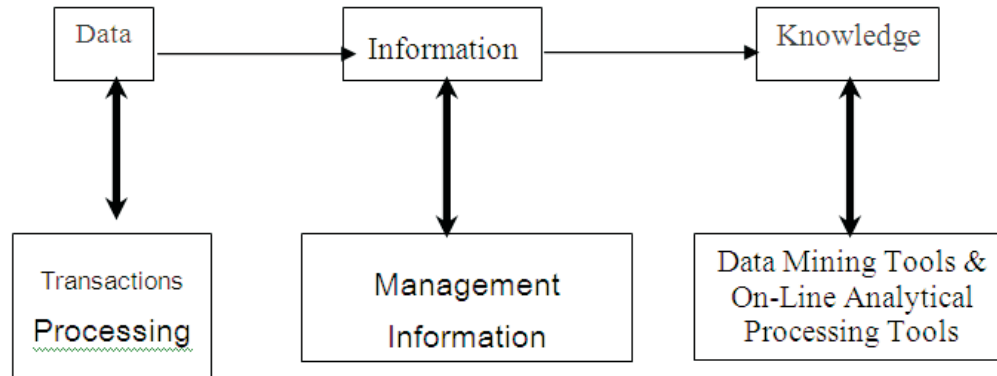 Data
Information
Knowledge
Transactions
Processing
Management
Information
Data Mining Tools &
On-Line Analytical
Processing Tools